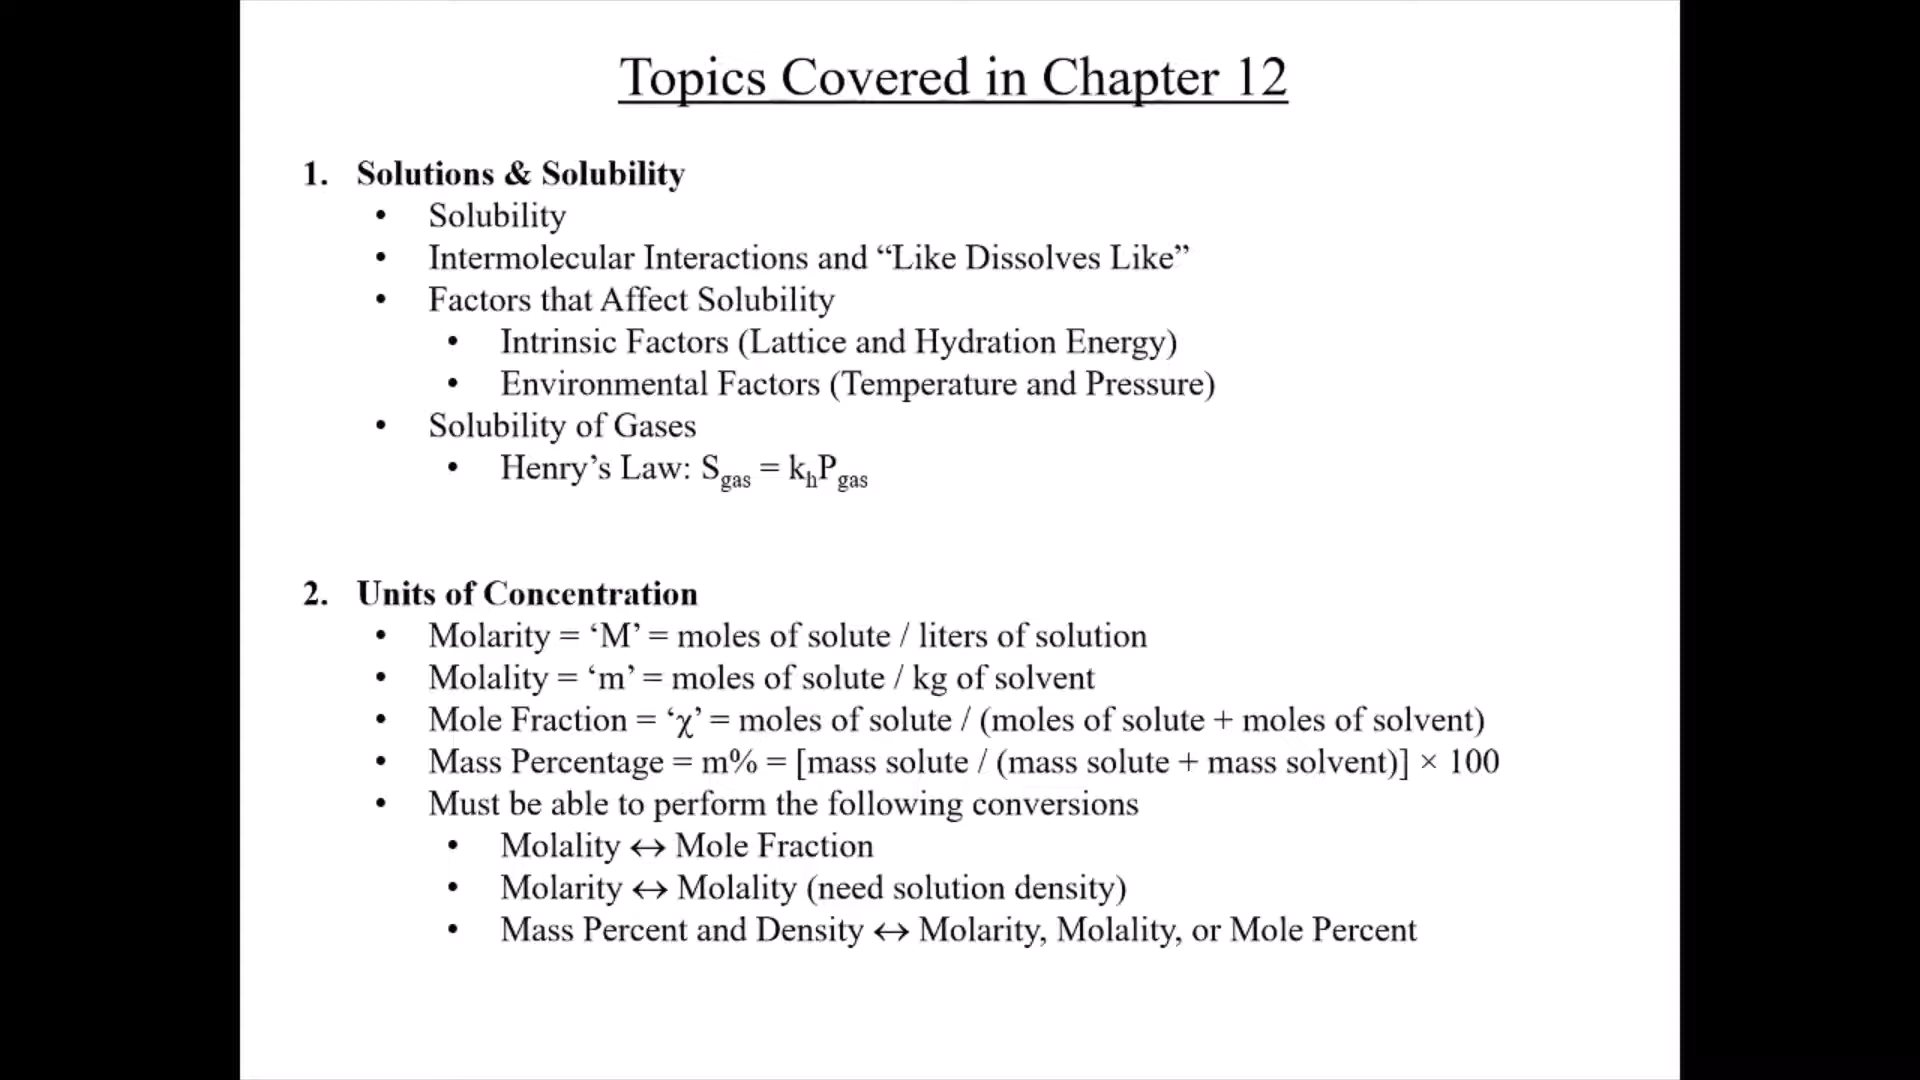 Topics Covered in Chapter 12
1. Solutions & Solubility
• Solubility
• Intermolecular Interactions and “Like Dissolves Like”
• Factors that Affect Solubility
• Intrinsic Factors (Lattice and Hydration Energy)
• Environmental Factors (Temperature and Pressure)
• Solubility of Gases
• Henry’s Law: S_gas = k_hP_gas
2. Units of Concentration
• Molarity = ‘M’ = moles of solute / liters of solution
• Molality = ‘m’ = moles of solute / kg of solvent
• Mole Fraction = ‘χ’ = moles of solute / (moles of solute + moles of solvent)
• Mass Percentage = m% = [mass solute / (mass solute + mass solvent)] × 100
• Must be able to perform the following conversions
• Molality ↔ Mole Fraction
• Molarity ↔ Molality (need solution density)
• Mass Percent and Density ↔ Molarity, Molality, or Mole Percent